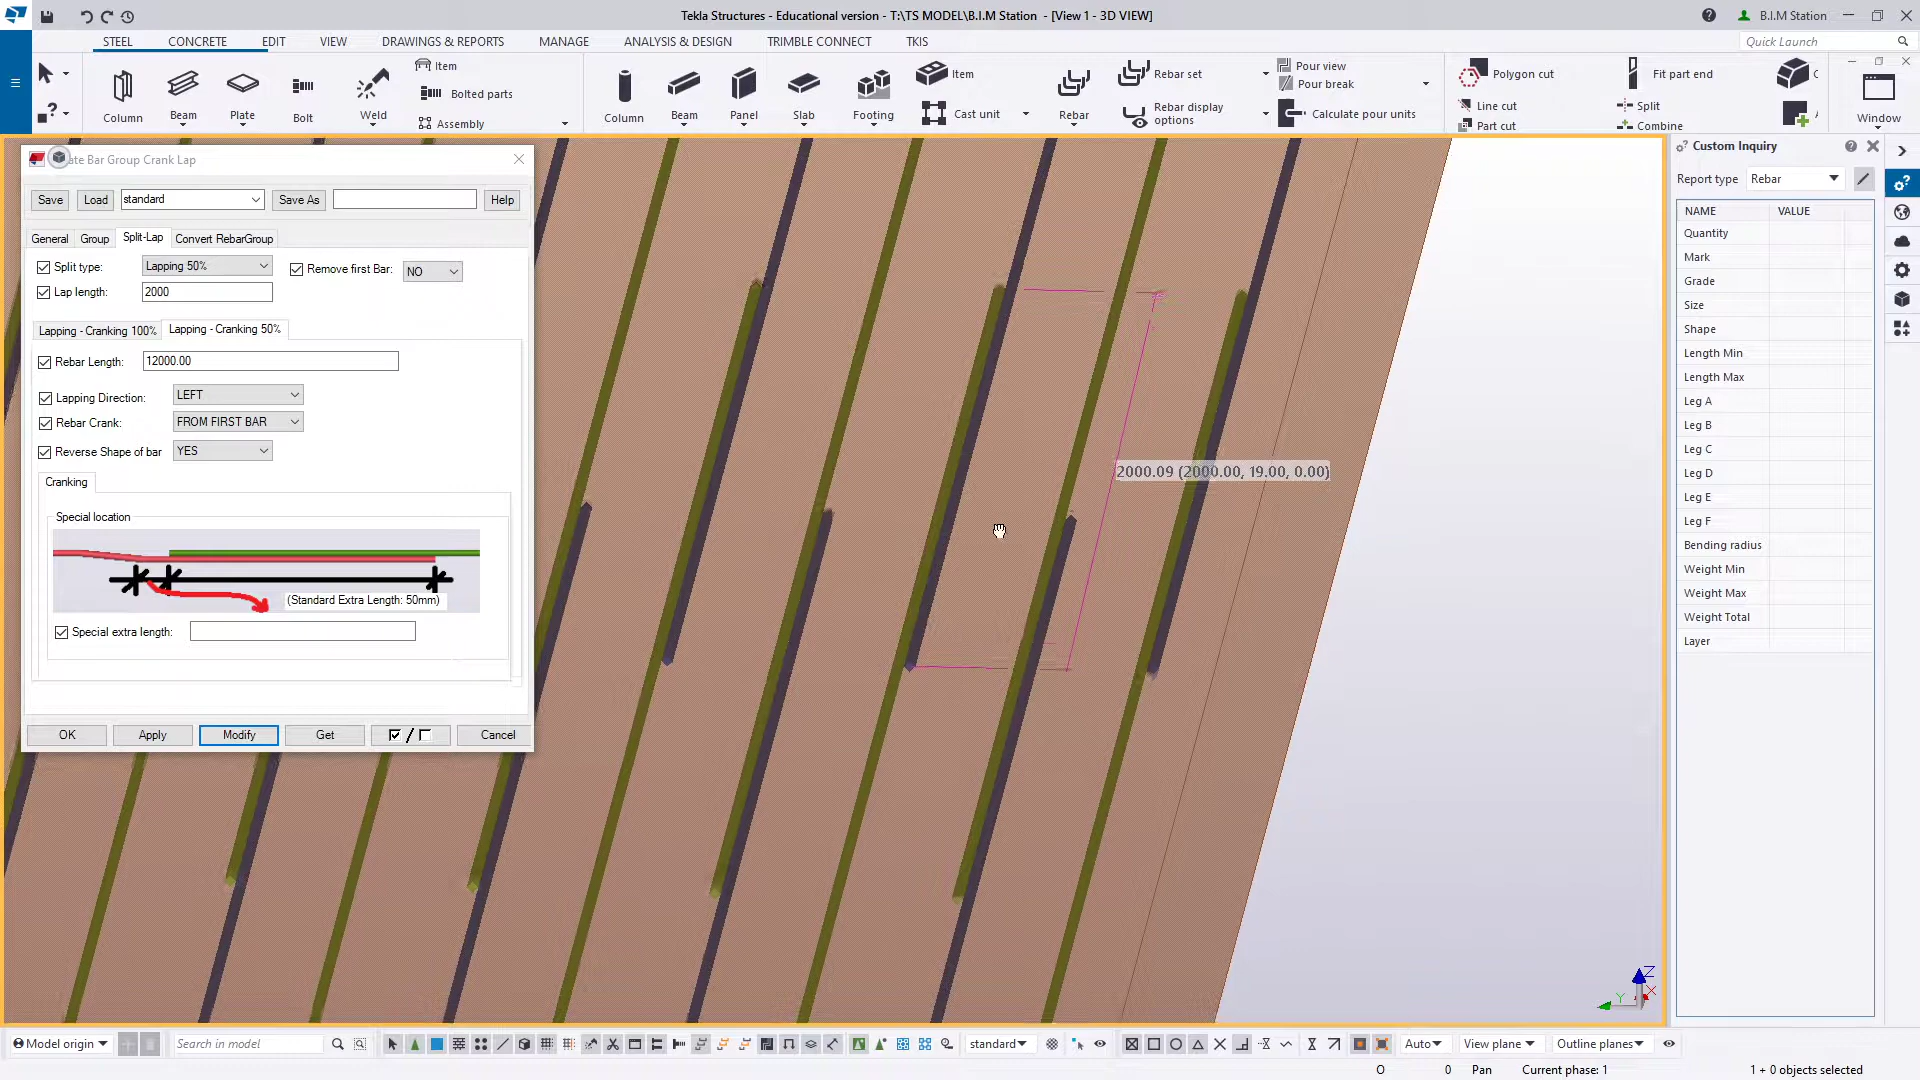 Tekla Structures - Educational version - T:\TS MODEL\B.I.M Station - [View 1 - 3D VIEW]
B.I.M Station
STEEL
CONCRETE
EDIT
VIEW
DRAWINGS & REPORTS
MANAGE
ANALYSIS & DESIGN
TRIMBLE CONNECT
TKIS
Quick Launch
Column
Beam
Plate
Bolt
Weld
Item
Bolted parts
Assembly
Column
Beam
Panel
Slab
Footing
Item
Cast unit
Rebar
Rebar set
Rebar display
options
Pour view
Pour break
Calculate pour units
Polygon cut
Line cut
Part cut
Fit part end
Split
Combine
Window
ate Bar Group Crank Lap
Save
Load
standard
Save As
Help
General
Group
Split-Lap
Convert RebarGroup
Split type:
Lapping 50%
Remove first Bar:
NO
Lap length:
2000
Lapping - Cranking 100%
Lapping - Cranking 50%
Rebar Length:
12000.00
Lapping Direction:
LEFT
Rebar Crank:
FROM FIRST BAR
Reverse Shape of bar
YES
Cranking
Special location
(Standard Extra Length: 50mm)
Special extra length:
OK
Apply
Modify
Get
/
Cancel
2000.09 (2000.00, 19.00, 0.00)
Z
Y
X
Custom Inquiry
Report type
Rebar
NAME
VALUE
Quantity
Mark
Grade
Size
Shape
Length Min
Length Max
Leg A
Leg B
Leg C
Leg D
Leg E
Leg F
Bending radius
Weight Min
Weight Max
Weight Total
Layer
Model origin
Search in model
standard
Auto
View plane
Outline planes
O
0
Pan
Current phase: 1
1 + 0 objects selected